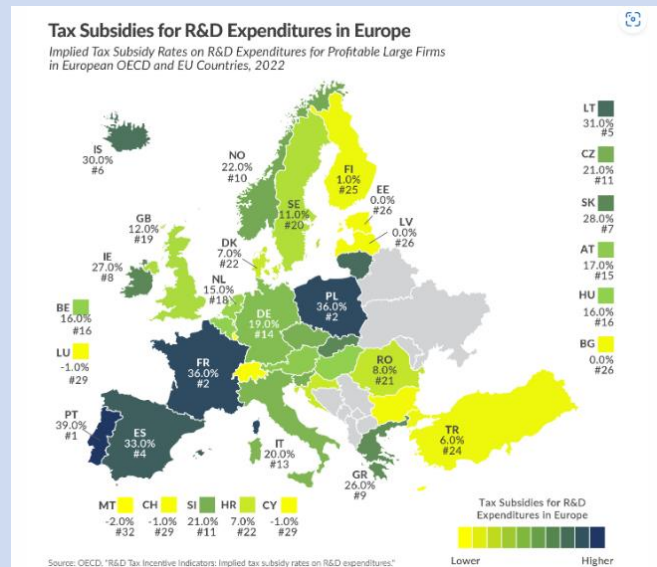 Tax Subsidies for R&D Expenditures in Europe
Implied Tax Subsidy Rates on R&D Expenditures for Profitable Large Firms
in European OECD and EU Countries, 2022
IS
30.0%
#6
NO
22.0%
#10
SE
11.0%
#20
FI
1.0%
#25
EE
0.0%
#26
LV
0.0%
#26
LT
31.0%
#5
CZ
21.0%
#11
SK
28.0%
#7
AT
17.0%
#15
HU
16.0%
#16
BG
0.0%
#26
GB
12.0%
#19
IE
27.0%
#8
DK
7.0%
#22
NL
15.0%
#18
BE
16.0%
#16
LU
-1.0%
#29
DE
19.0%
#14
PL
36.0%
#2
FR
36.0%
#2
RO
8.0%
#21
PT
39.0%
#1
ES
33.0%
#4
IT
20.0%
#13
GR
26.0%
#9
TR
6.0%
#24
MT
-2.0%
#32
CH
-1.0%
#29
SI
21.0%
#11
HR
7.0%
#22
CY
-1.0%
#29
Tax Subsidies for R&D
Expenditures in Europe
Lower
Higher
Source: OECD, "R&D Tax Incentive Indicators: Implied tax subsidy rates on R&D expenditures."